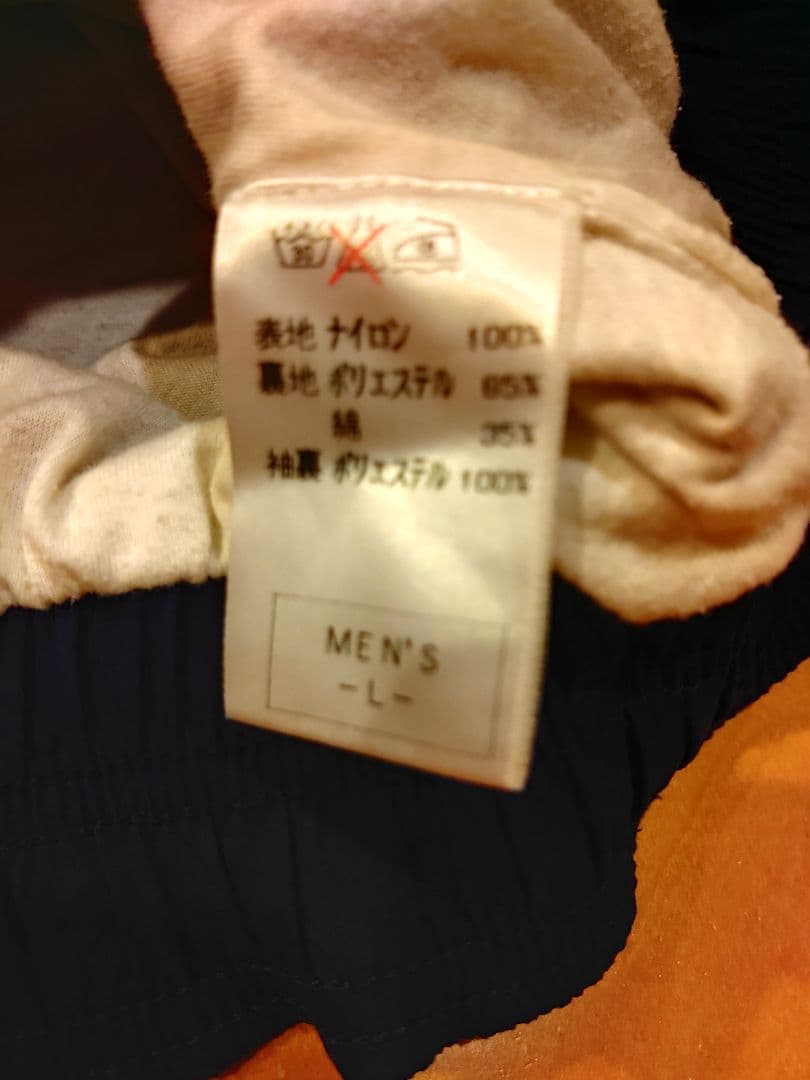 表地 ナイロン 100%
裏地 ポリエステル 65%
綿 35%
袖裏 ポリエステル 100%
MEN'S
-L-